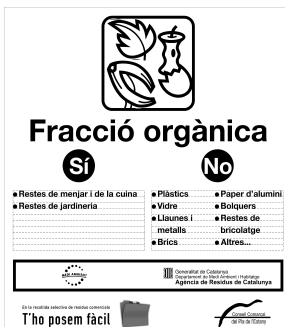 Fracció orgànica
Sí
No
Restes de menjar i de la cuina
Restes de jardineria
Plàstics
Vidre
Llaunes i
metalls
Brics
Paper d'alumini
Bolquers
Restes de
bricolatge
Altres...
Generalitat de Catalunya
Departament de Medi Ambient i Habitatge
Agència de Residus de Catalunya
En la recollida selectiva de residus comercials
T'ho posem fàcil
Consell Comarcal
del Pla de l'Estany